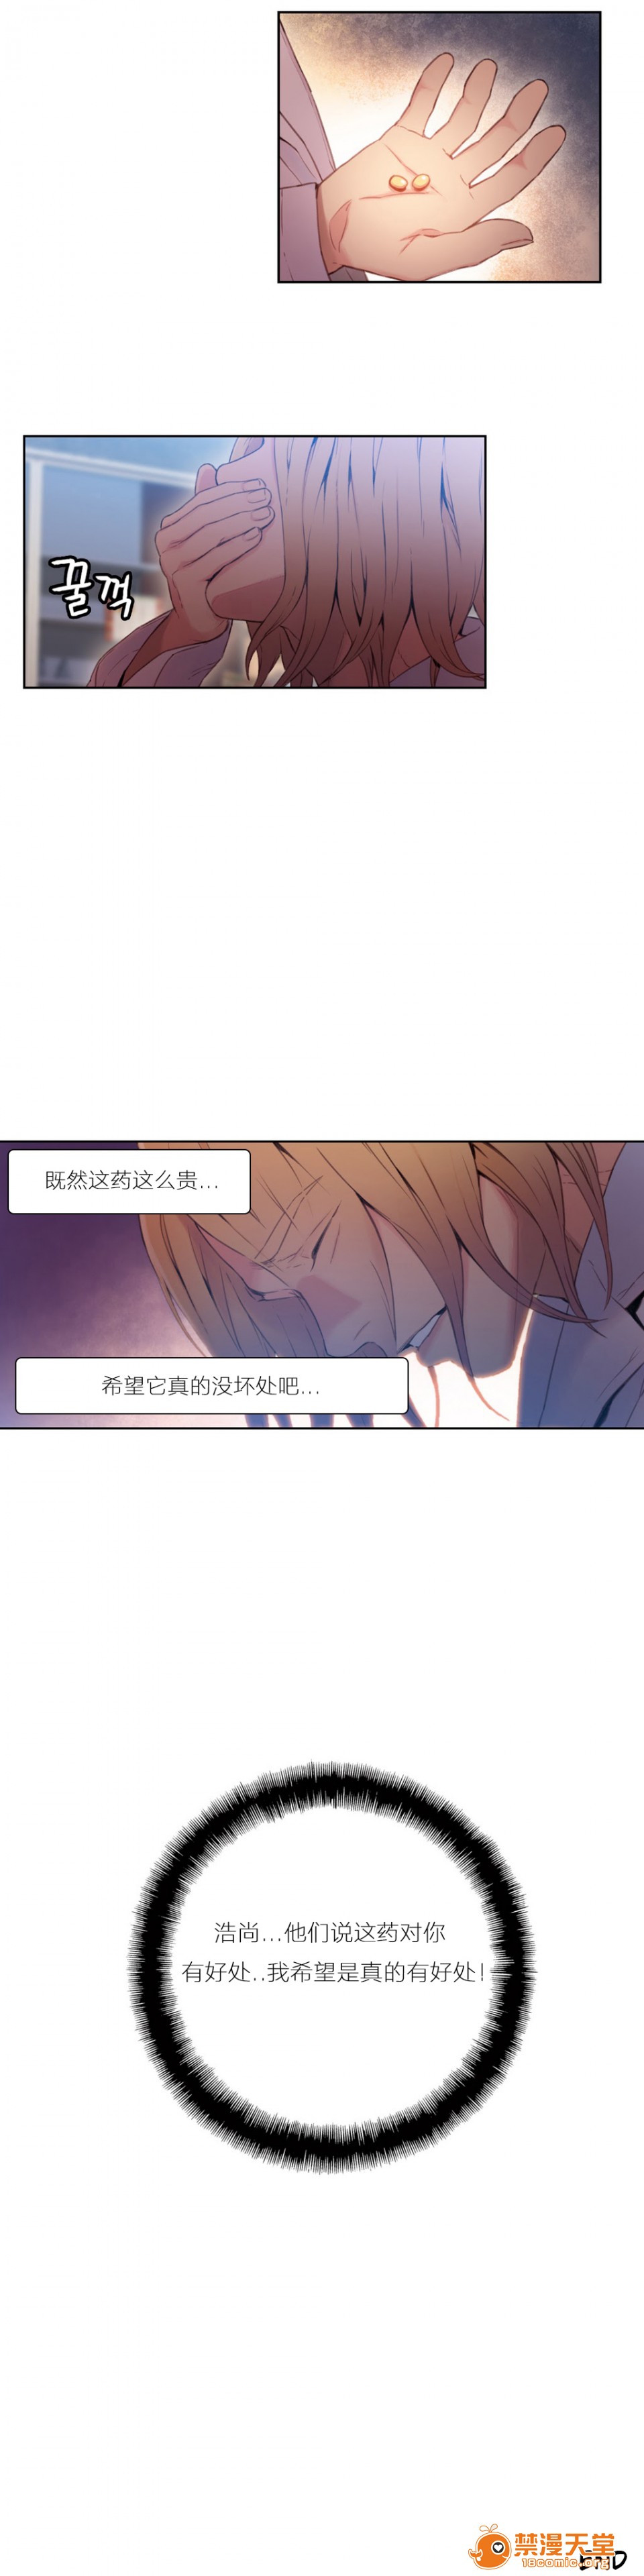 꿀꺽
既然这药这么贵...
希望它真的没坏处吧...
浩尚...他们说这药对你
有好处..我希望是真的有好处!
禁漫天堂
18comic.org
END